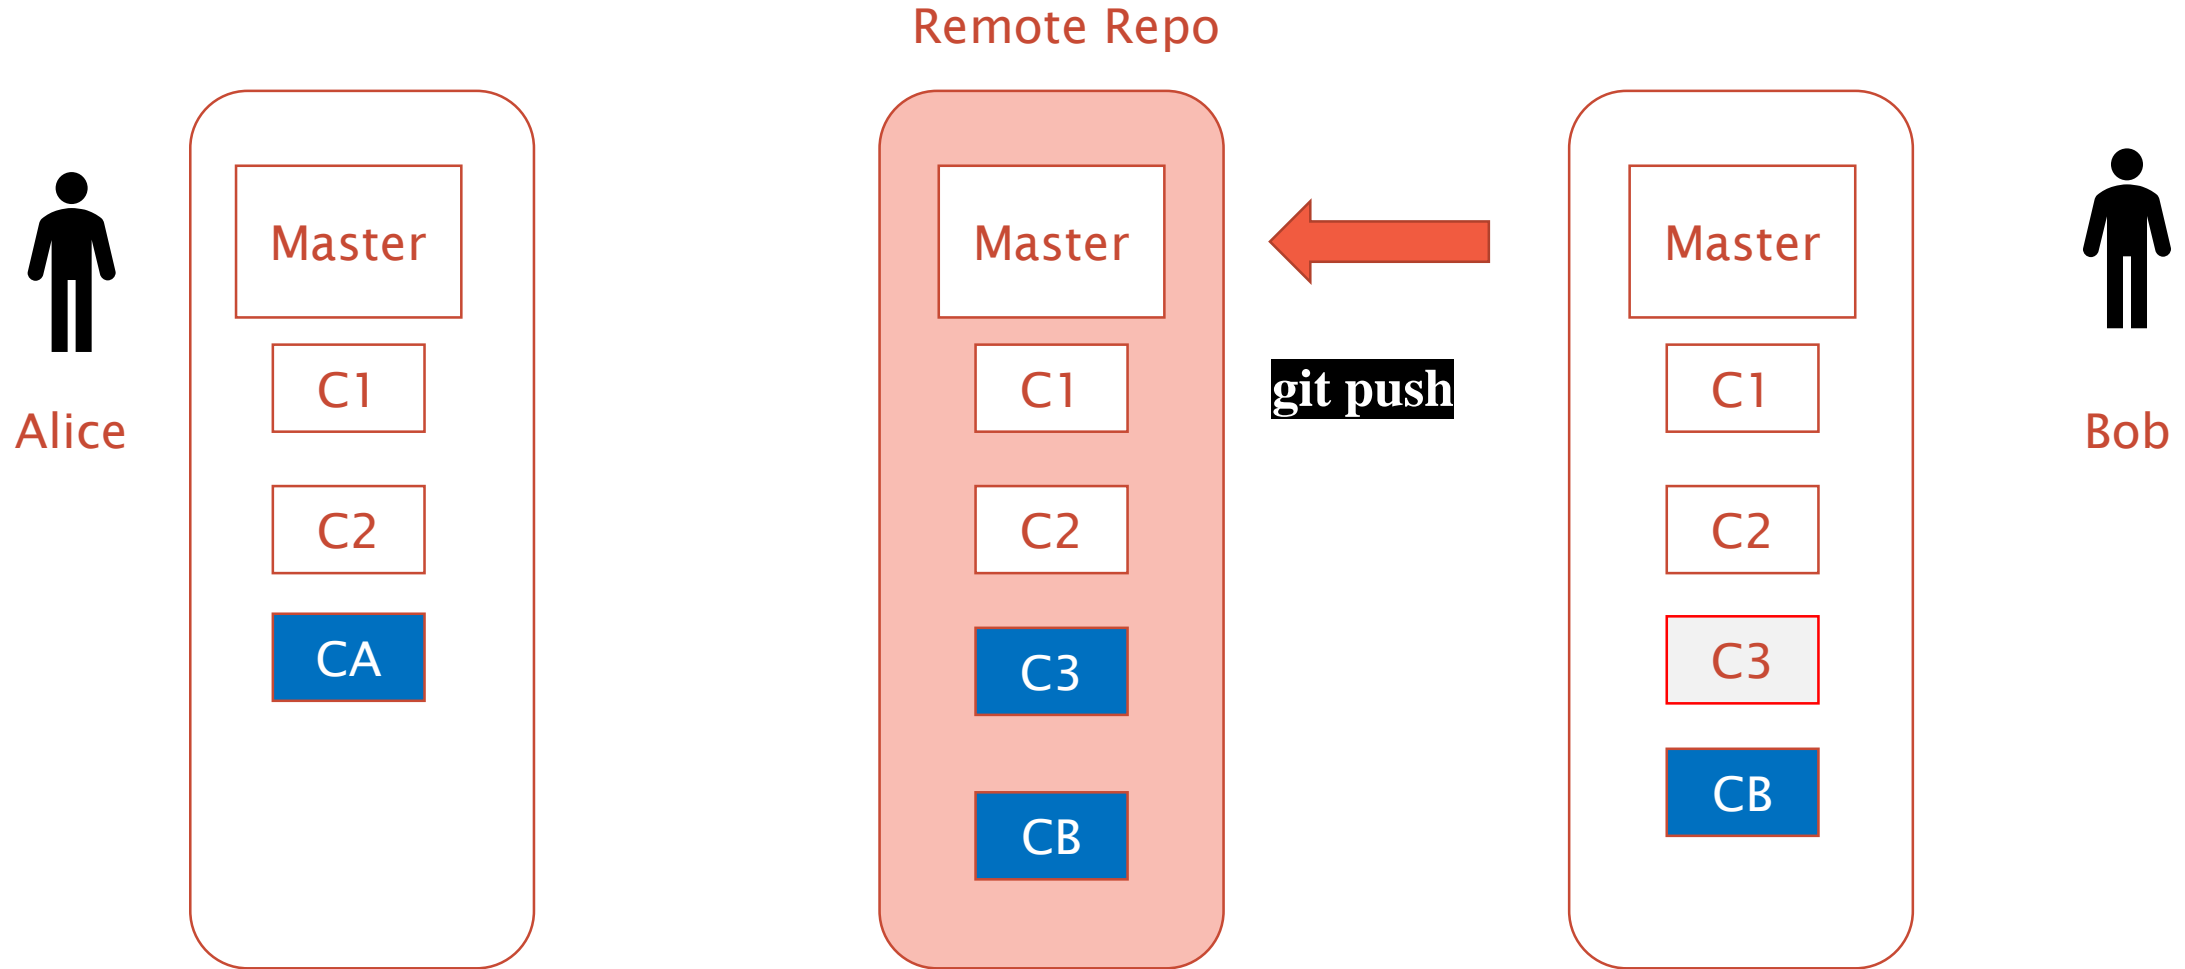 Remote Repo
Alice
Master
C1
C2
CA
Master
C1
C2
C3
CB
git push
Master
C1
C2
C3
CB
Bob